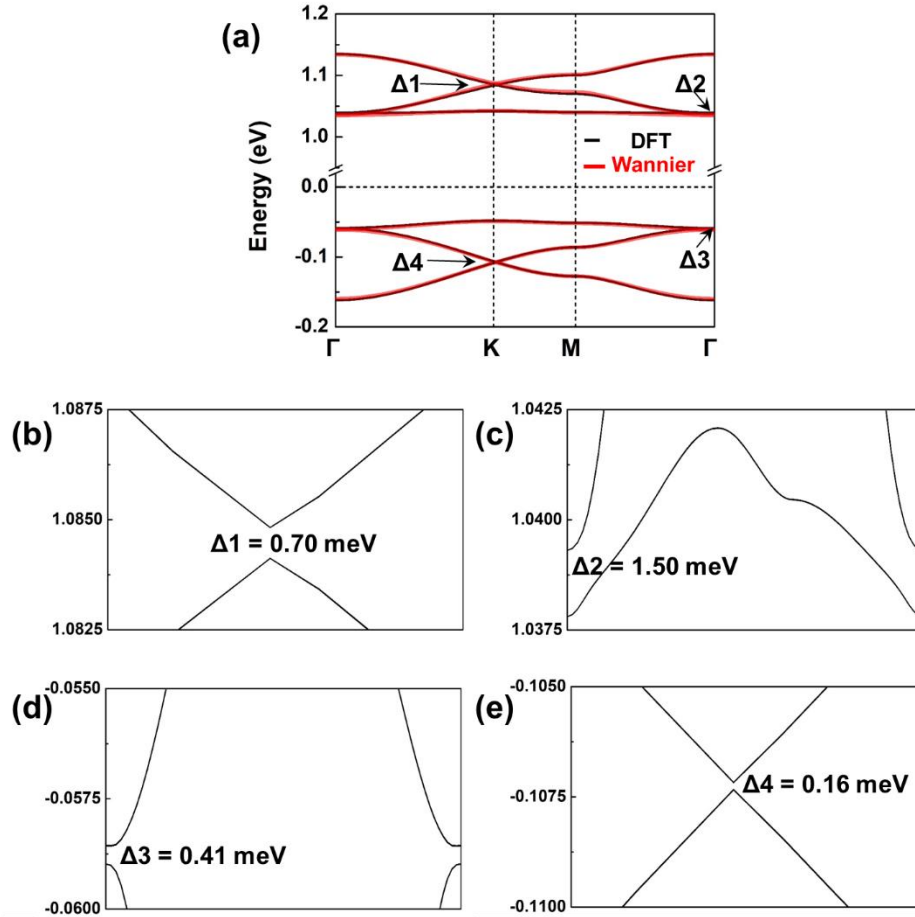 (a)
1.2
1.1
1.0
0.0
-0.1
-0.2
Energy (eV)
Δ1
Δ2
DFT
Wannier
Δ4
Δ3
Γ
K
M
Γ
(b)
1.0875
1.0850
1.0825
Δ1 = 0.70 meV
(c)
1.0425
1.0400
1.0375
Δ2 = 1.50 meV
(d)
-0.0550
-0.0575
-0.0600
Δ3 = 0.41 meV
(e)
-0.1050
-0.1075
-0.1100
Δ4 = 0.16 meV